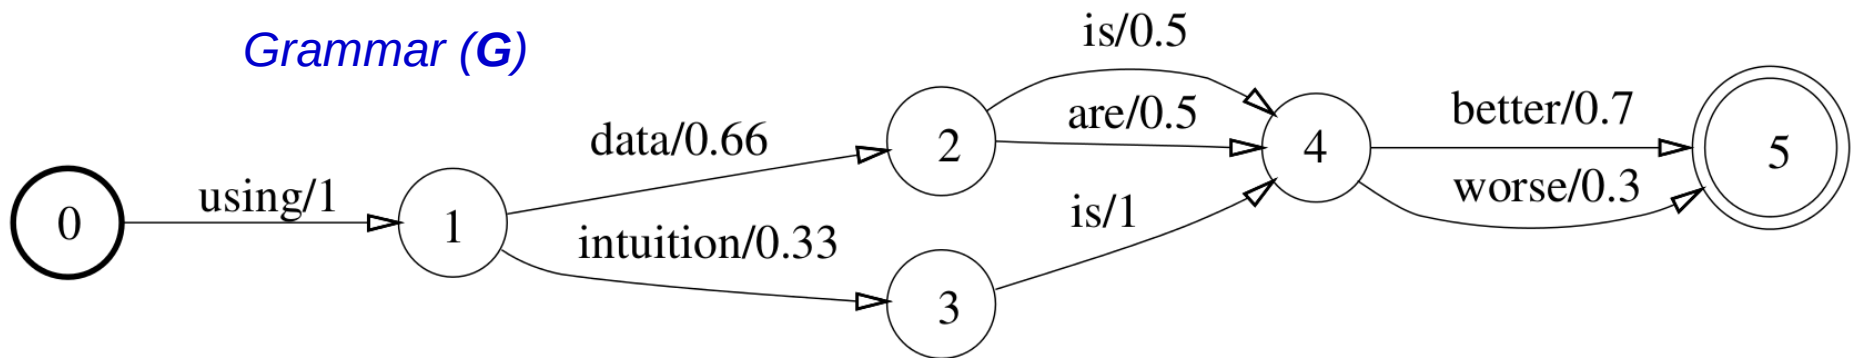 Grammar (G)
is/0.5
are/0.5
better/0.7
data/0.66
2
4
5
using/1
worse/0.3
0
1
is/1
intuition/0.33
3